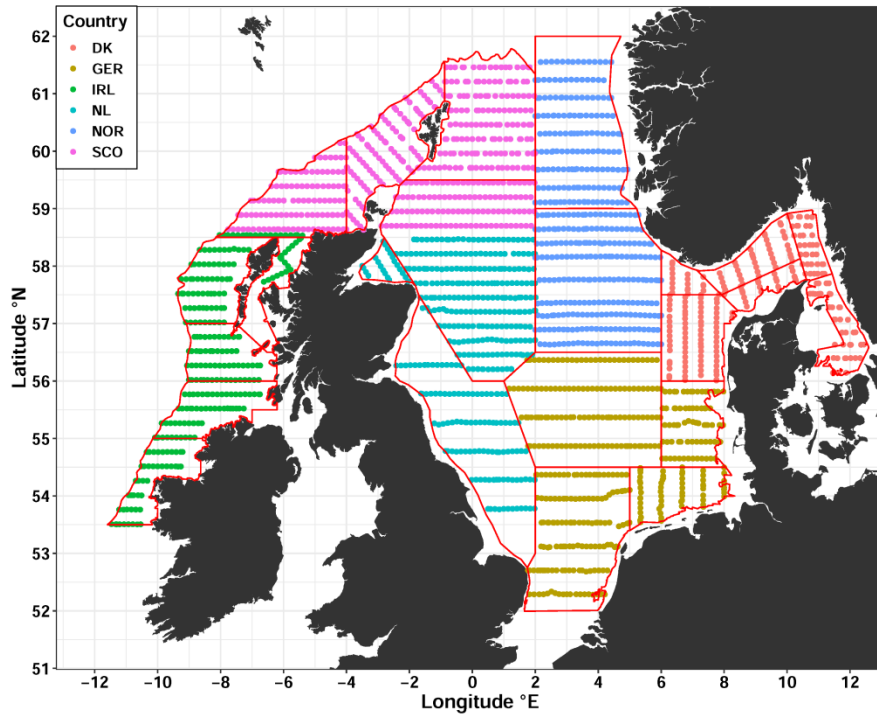 Country
DK
GER
IRL
NL
NOR
SCO
62
61
60
59
58
57
56
55
54
53
52
51
Latitude °N
−12 −10 −8 −6 −4 −2 0 2 4 6 8 10 12
Longitude °E